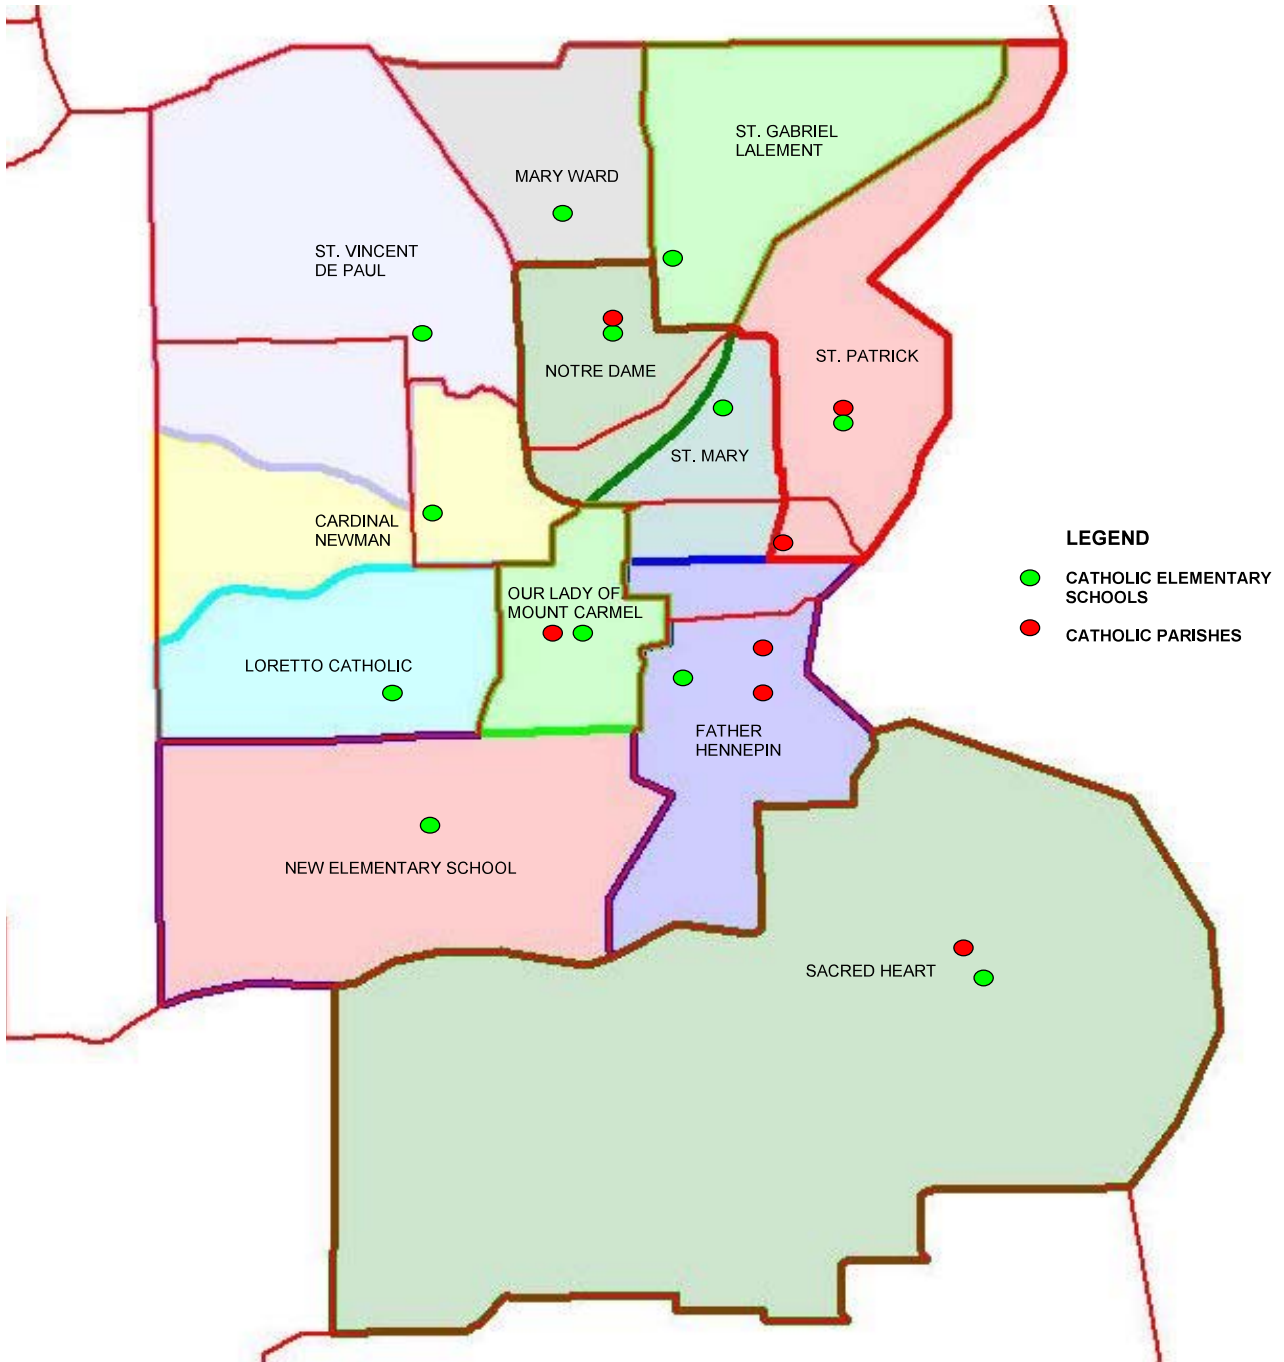 ST. GABRIEL
LALEMENT
MARY WARD
ST. VINCENT
DE PAUL
ST. PATRICK
NOTRE DAME
ST. MARY
CARDINAL
NEWMAN
LEGEND
CATHOLIC ELEMENTARY
SCHOOLS
CATHOLIC PARISHES
OUR LADY OF
MOUNT CARMEL
LORETTO CATHOLIC
FATHER
HENNEPIN
NEW ELEMENTARY SCHOOL
SACRED HEART